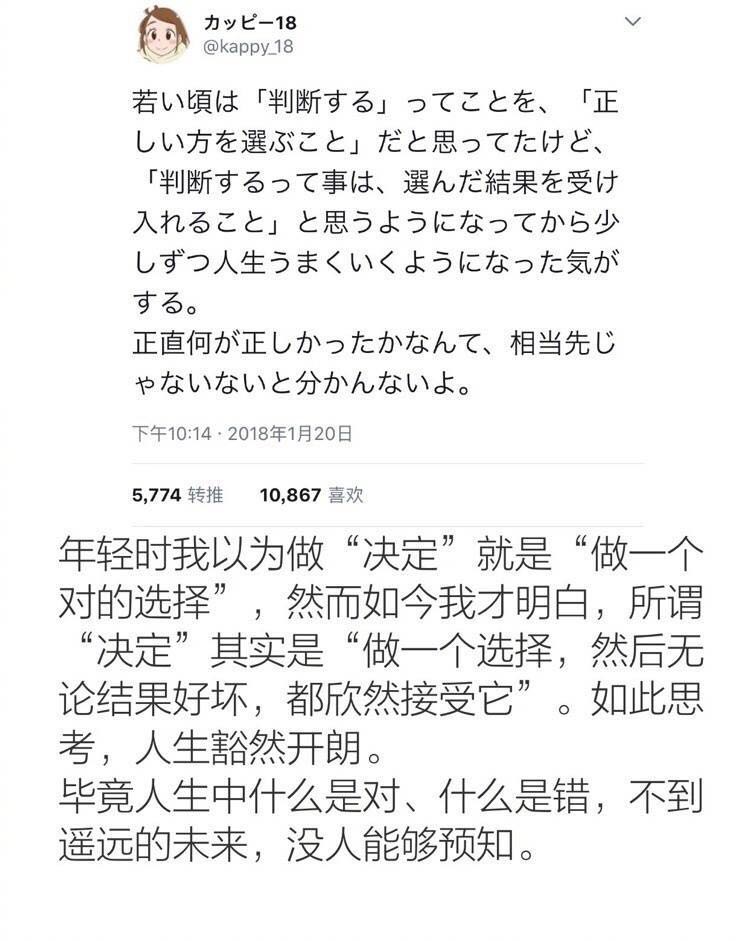 カッピー18
@kappy_18
若い頃は「判断する」ってことを、「正
しい方を選ぶこと」だと思ってたけど、
「判断するって事は、選んだ結果を受け
入れること」と思うようになってから少
しずつ人生うまくいくようになった気が
する。
正直何が正しかったかなんて、相当先じ
ゃないないと分かんないよ。
下午10:14 · 2018年1月20日
5,774 转推 10,867 喜欢
年轻时我以为做“决定”就是“做一个
对的选择”，然而如今我才明白，所谓
“决定”其实是“做一个选择，然后无
论结果好坏，都欣然接受它”。如此思
考，人生豁然开朗。
毕竟人生中什么是对、什么是错，不到
遥远的未来，没人能够预知。